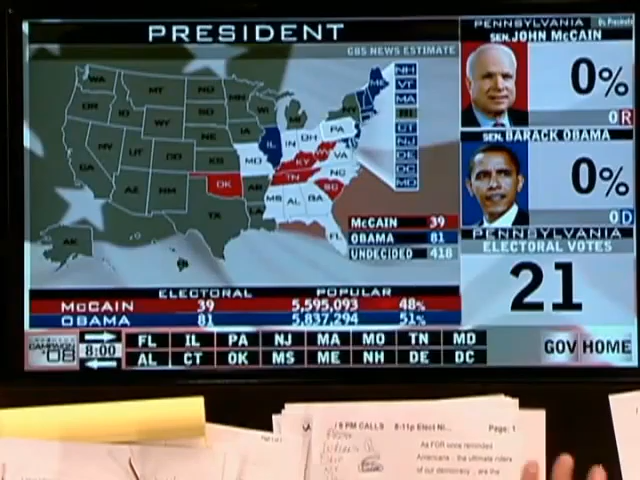 PRESIDENT
CBS NEWS ESTIMATE
WA
MT
ND
MN
OR
ID
SD
WI
MI
NY
ME
WY
NE
IA
IL
IN
OH
PA
NV
UT
CO
KS
MO
KY
WV
VA
CA
AZ
NM
OK
AR
TN
NC
SC
TX
LA
MS
AL
GA
FL
AK
NH
VT
MA
RI
CT
NJ
DE
DC
MD
McCAIN 39
OBAMA 81
UNDECIDED 418
ELECTORAL POPULAR
McCAIN 39 5,595,093 48%
OBAMA 81 5,837,294 51%
PENNSYLVANIA
SEN. JOHN McCAIN
0%
0 R
SEN. BARACK OBAMA
0%
0 D
PENNSYLVANIA
ELECTORAL VOTES
21
CAMPAIGN '08
8:00
FL IL PA NJ MA MO TN MD
AL CT OK MS ME NH DE DC
GOV HOME
8 PM CALLS 8-11p Elect Ni... Page: 1
As FDR once reminded
Americans - the ultimate rulers
of our democracy .. are the